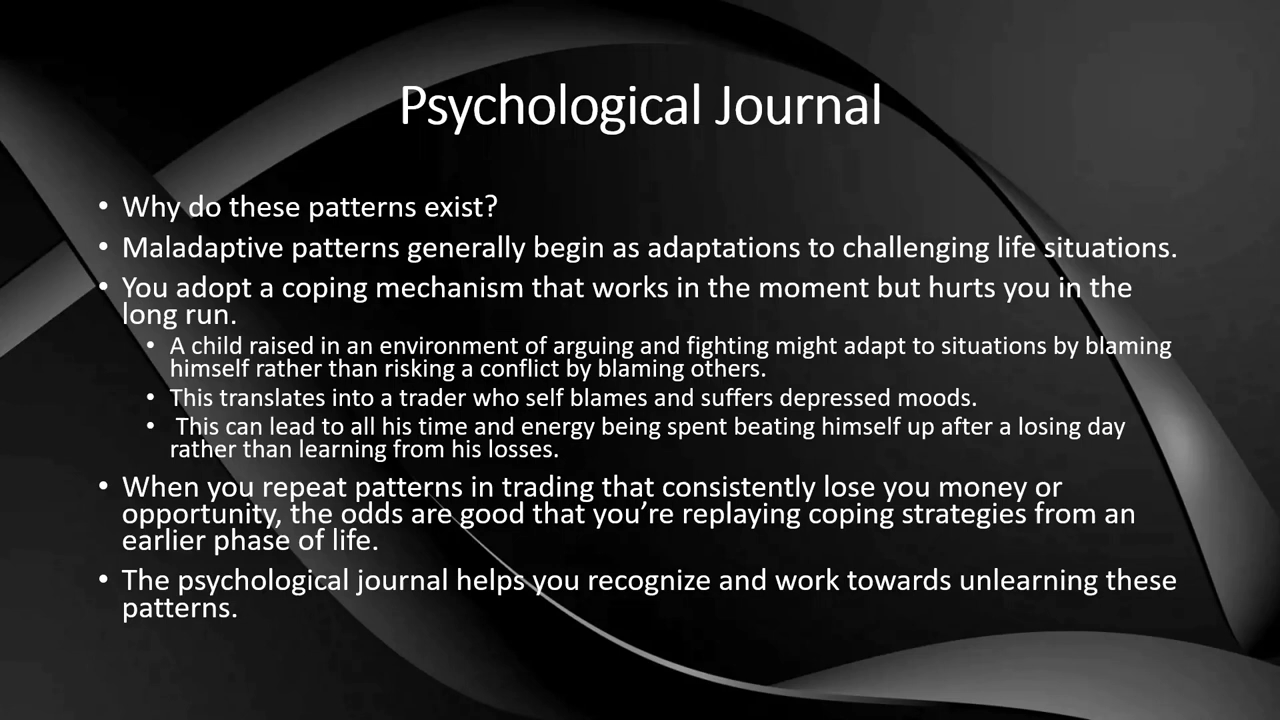 Psychological Journal
• Why do these patterns exist?
• Maladaptive patterns generally begin as adaptations to challenging life situations.
• You adopt a coping mechanism that works in the moment but hurts you in the
long run.
• A child raised in an environment of arguing and fighting might adapt to situations by blaming
himself rather than risking a conflict by blaming others.
• This translates into a trader who self blames and suffers depressed moods.
• This can lead to all his time and energy being spent beating himself up after a losing day
rather than learning from his losses.
• When you repeat patterns in trading that consistently lose you money or
opportunity, the odds are good that you’re replaying coping strategies from an
earlier phase of life.
• The psychological journal helps you recognize and work towards unlearning these
patterns.